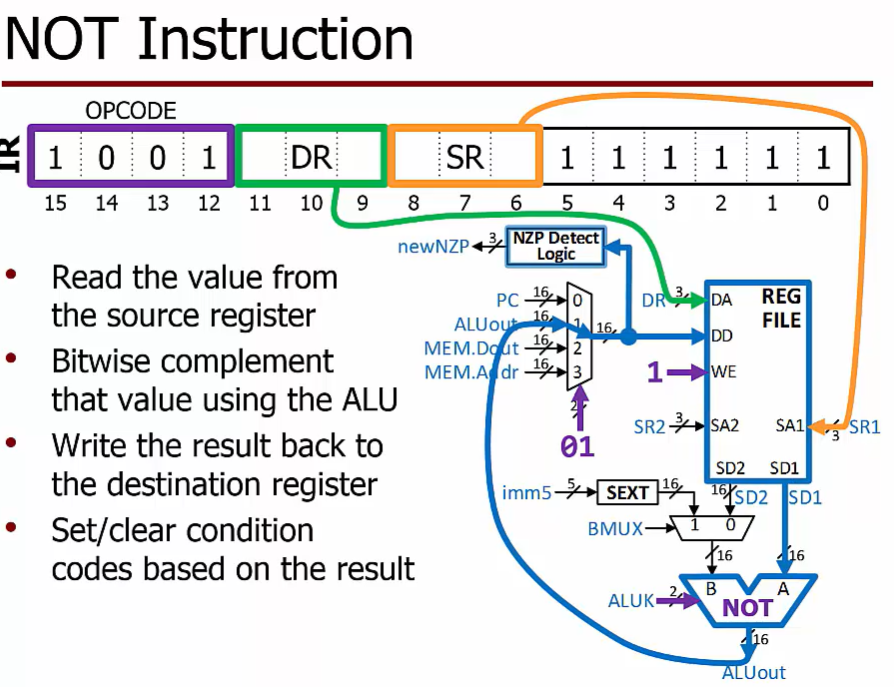 NOT Instruction
OPCODE
IR
1 0 0 1 DR SR 1 1 1 1 1 1
15 14 13 12 11 10 9 8 7 6 5 4 3 2 1 0
• Read the value from
the source register
• Bitwise complement
that value using the ALU
• Write the result back to
the destination register
• Set/clear condition
codes based on the result
newNZP 3 NZP Detect
Logic
PC 16 0
ALUout 16 1 16
MEM.Dout 16 2
MEM.Addr 16 3
2
01
DR 3 DA REG
FILE
DD
1 WE
SR2 3 SA2 SA1 3 SR1
SD2 SD1
imm5 5 SEXT 16 16 SD2 SD1
BMUX 1 0
16 16
B A
ALUK 2 NOT
16
ALUout